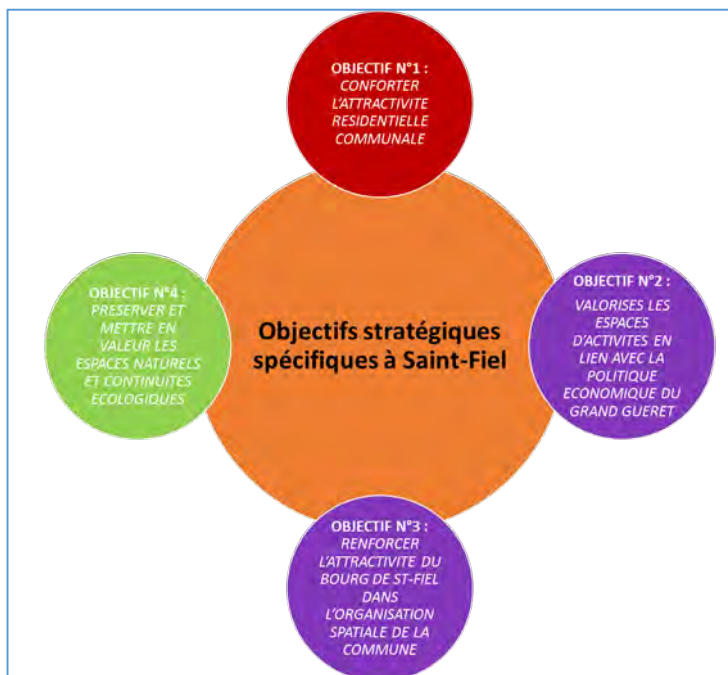 OBJECTIF N°1 :
CONFORTER
L'ATTRACTIVITE
RESIDENTIELLE
COMMUNALE
OBJECTIF N°4 :
PRESERVER ET
METTRE EN
VALEUR LES
ESPACES NATURELS
ET CONTINUITES
ECOLOGIQUES
Objectifs stratégiques
spécifiques à Saint-Fiel
OBJECTIF N°2 :
VALORISES LES
ESPACES
D'ACTIVITES EN
LIEN AVEC LA
POLITIQUE
ECONOMIQUE DU
GRAND GUERET
OBJECTIF N°3 :
RENFORCER
L'ATTRACTIVITE DU
BOURG DE ST-FIEL
DANS
L'ORGANISATION
SPATIALE DE LA
COMMUNE